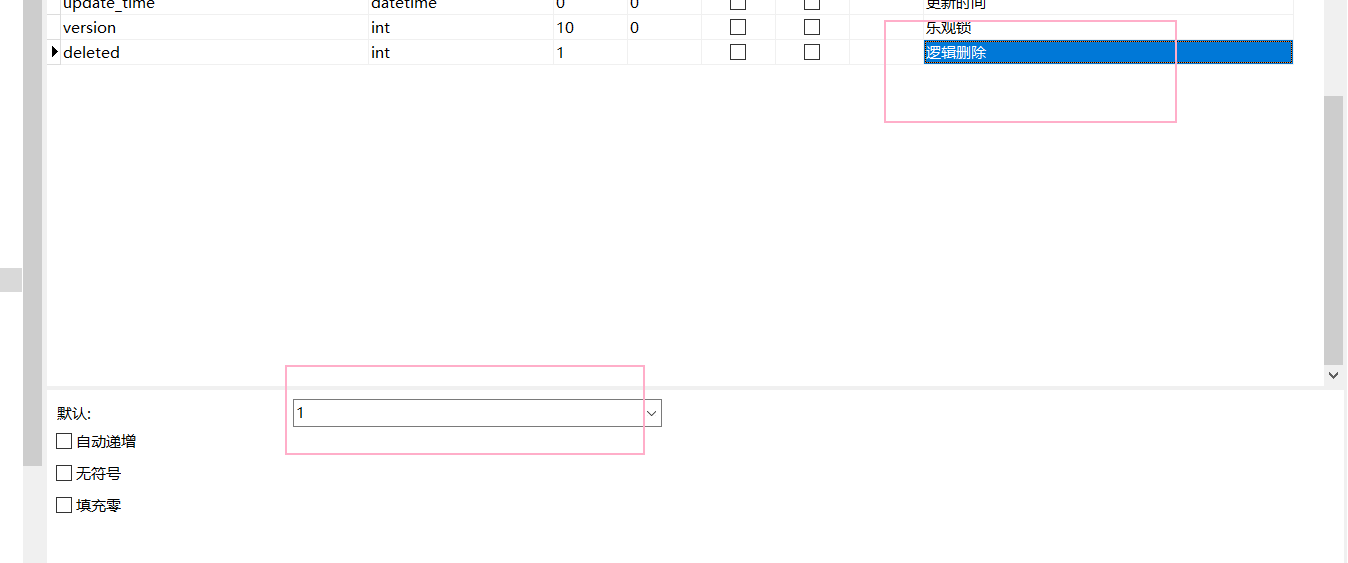 update_time datetime 0 0 更新时间
version int 10 0 乐观锁
deleted int 1 逻辑删除
默认: 1
自动递增
无符号
填充零